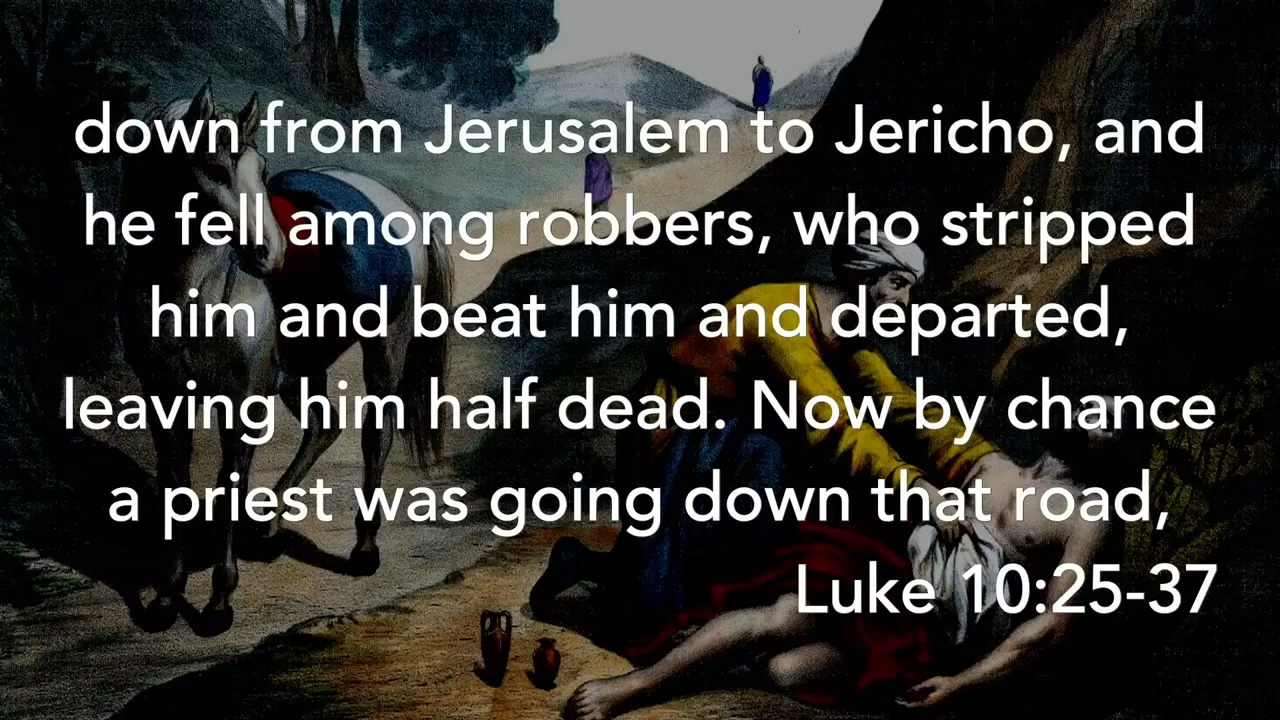 down from Jerusalem to Jericho, and
he fell among robbers, who stripped
him and beat him and departed,
leaving him half dead. Now by chance
a priest was going down that road,
Luke 10:25-37